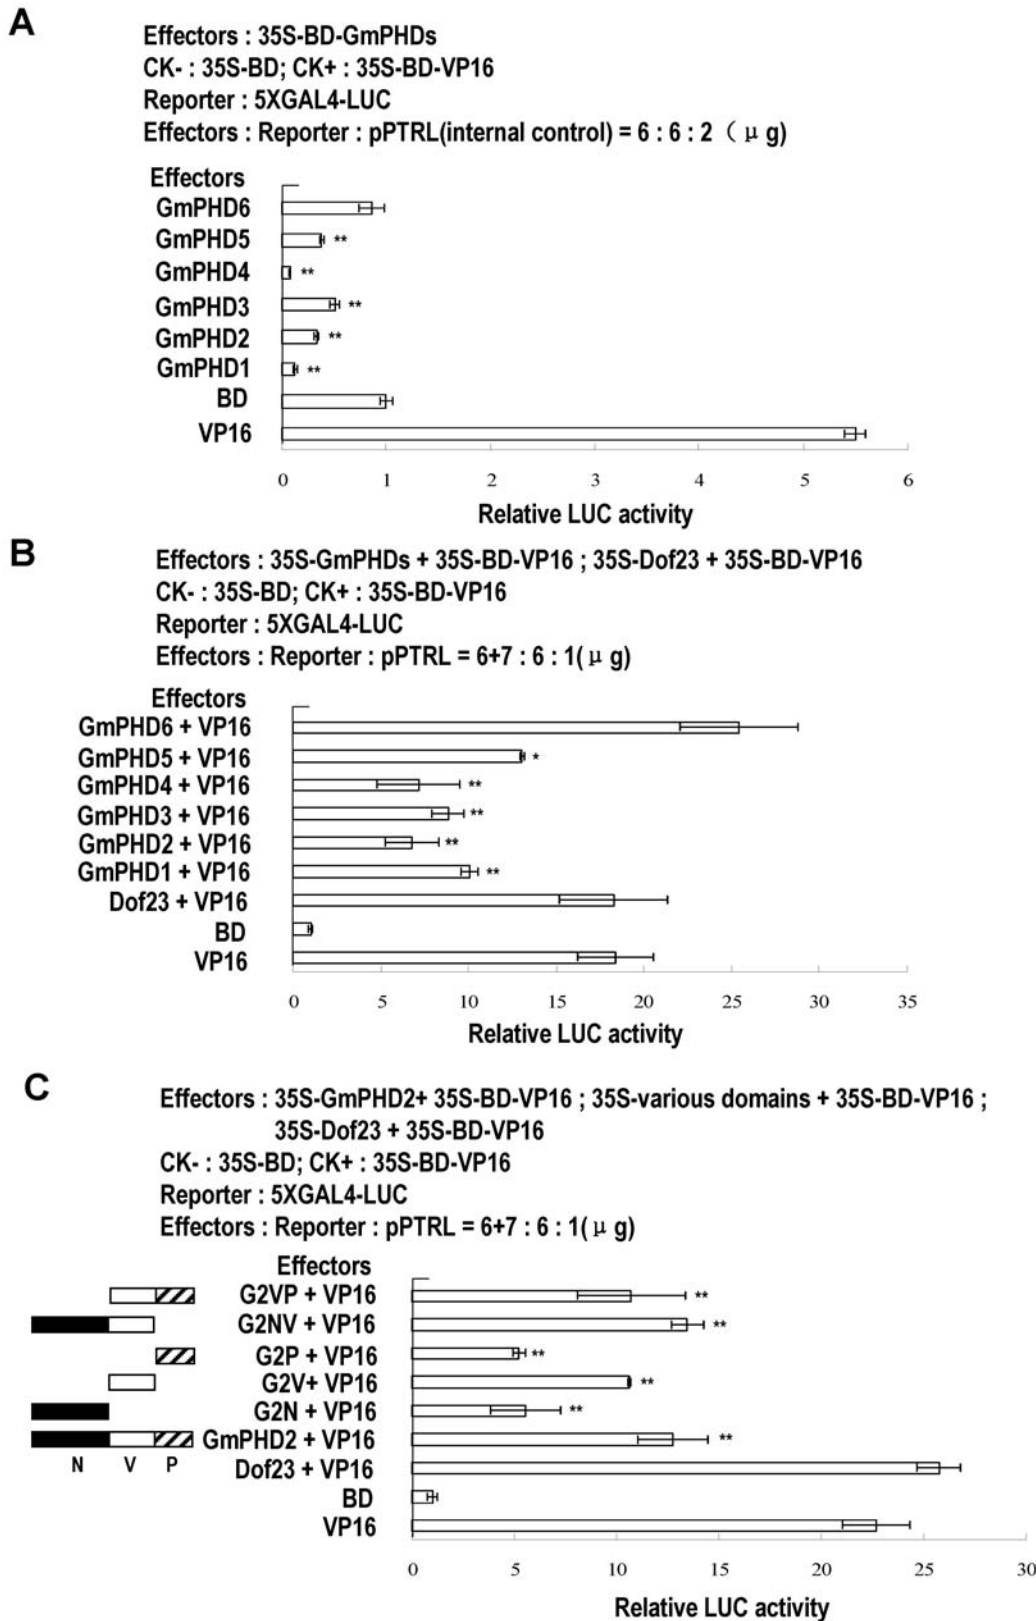 A
Effectors : 35S-BD-GmPHDs
CK- : 35S-BD; CK+ : 35S-BD-VP16
Reporter : 5XGAL4-LUC
Effectors : Reporter : pPTRL(internal control) = 6 : 6 : 2 （ μ g)
Effectors
GmPHD6
GmPHD5 **
GmPHD4 **
GmPHD3 **
GmPHD2 **
GmPHD1 **
BD
VP16
0 1 2 3 4 5 6
Relative LUC activity
B
Effectors : 35S-GmPHDs + 35S-BD-VP16 ; 35S-Dof23 + 35S-BD-VP16
CK- : 35S-BD; CK+ : 35S-BD-VP16
Reporter : 5XGAL4-LUC
Effectors : Reporter : pPTRL = 6+7 : 6 : 1( μ g)
Effectors
GmPHD6 + VP16
GmPHD5 + VP16 *
GmPHD4 + VP16 **
GmPHD3 + VP16 **
GmPHD2 + VP16 **
GmPHD1 + VP16 **
Dof23 + VP16
BD
VP16
0 5 10 15 20 25 30 35
Relative LUC activity
C
Effectors : 35S-GmPHD2+ 35S-BD-VP16 ; 35S-various domains + 35S-BD-VP16 ;
35S-Dof23 + 35S-BD-VP16
CK- : 35S-BD; CK+ : 35S-BD-VP16
Reporter : 5XGAL4-LUC
Effectors : Reporter : pPTRL = 6+7 : 6 : 1( μ g)
Effectors
G2VP + VP16 **
G2NV + VP16 **
G2P + VP16 **
G2V+ VP16 **
G2N + VP16 **
GmPHD2 + VP16 **
N V P
Dof23 + VP16
BD
VP16
0 5 10 15 20 25 30
Relative LUC activity